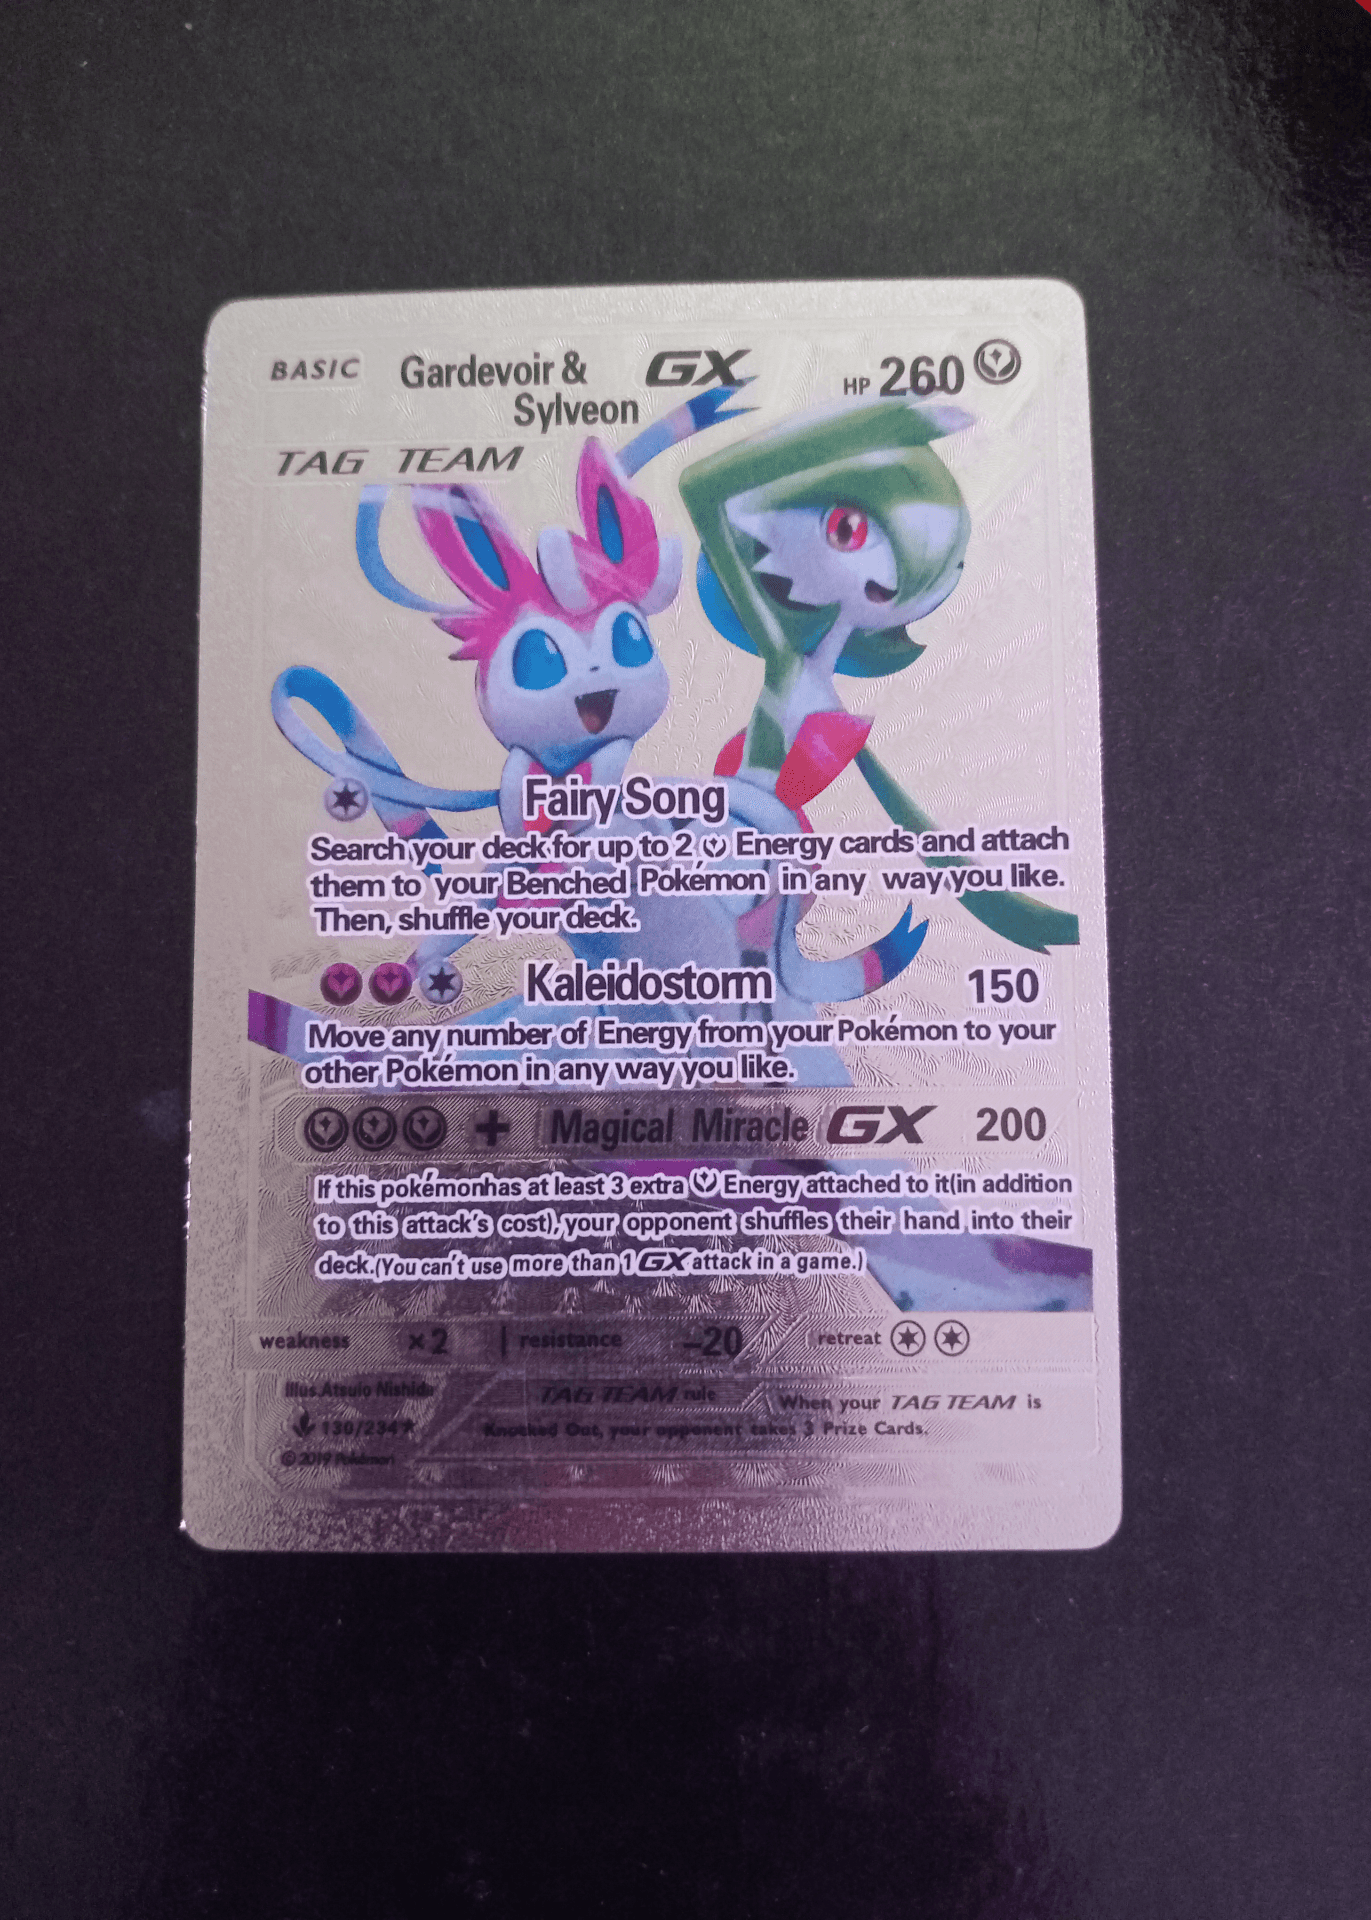 BASIC Gardevoir & GX HP 260
Sylveon
TAG TEAM
Fairy Song
Search your deck for up to 2 Energy cards and attach
them to your Benched Pokémon in any way you like.
Then, shuffle your deck.
Kaleidostorm 150
Move any number of Energy from your Pokémon to your
other Pokémon in any way you like.
+ Magical Miracle GX 200
If this pokémonhas at least 3 extra Energy attached to it(in addition
to this attack's cost),your opponent shuffles their hand into their
deck.(You can't use more than 1 GX attack in a game.)
weakness ×2 resistance –20 retreat
Illus.Atsuio Nishida TAG TEAM rule When your TAG TEAM is
130/234★ Knocked Out, your opponent takes 3 Prize Cards.
©2019 Pokémon